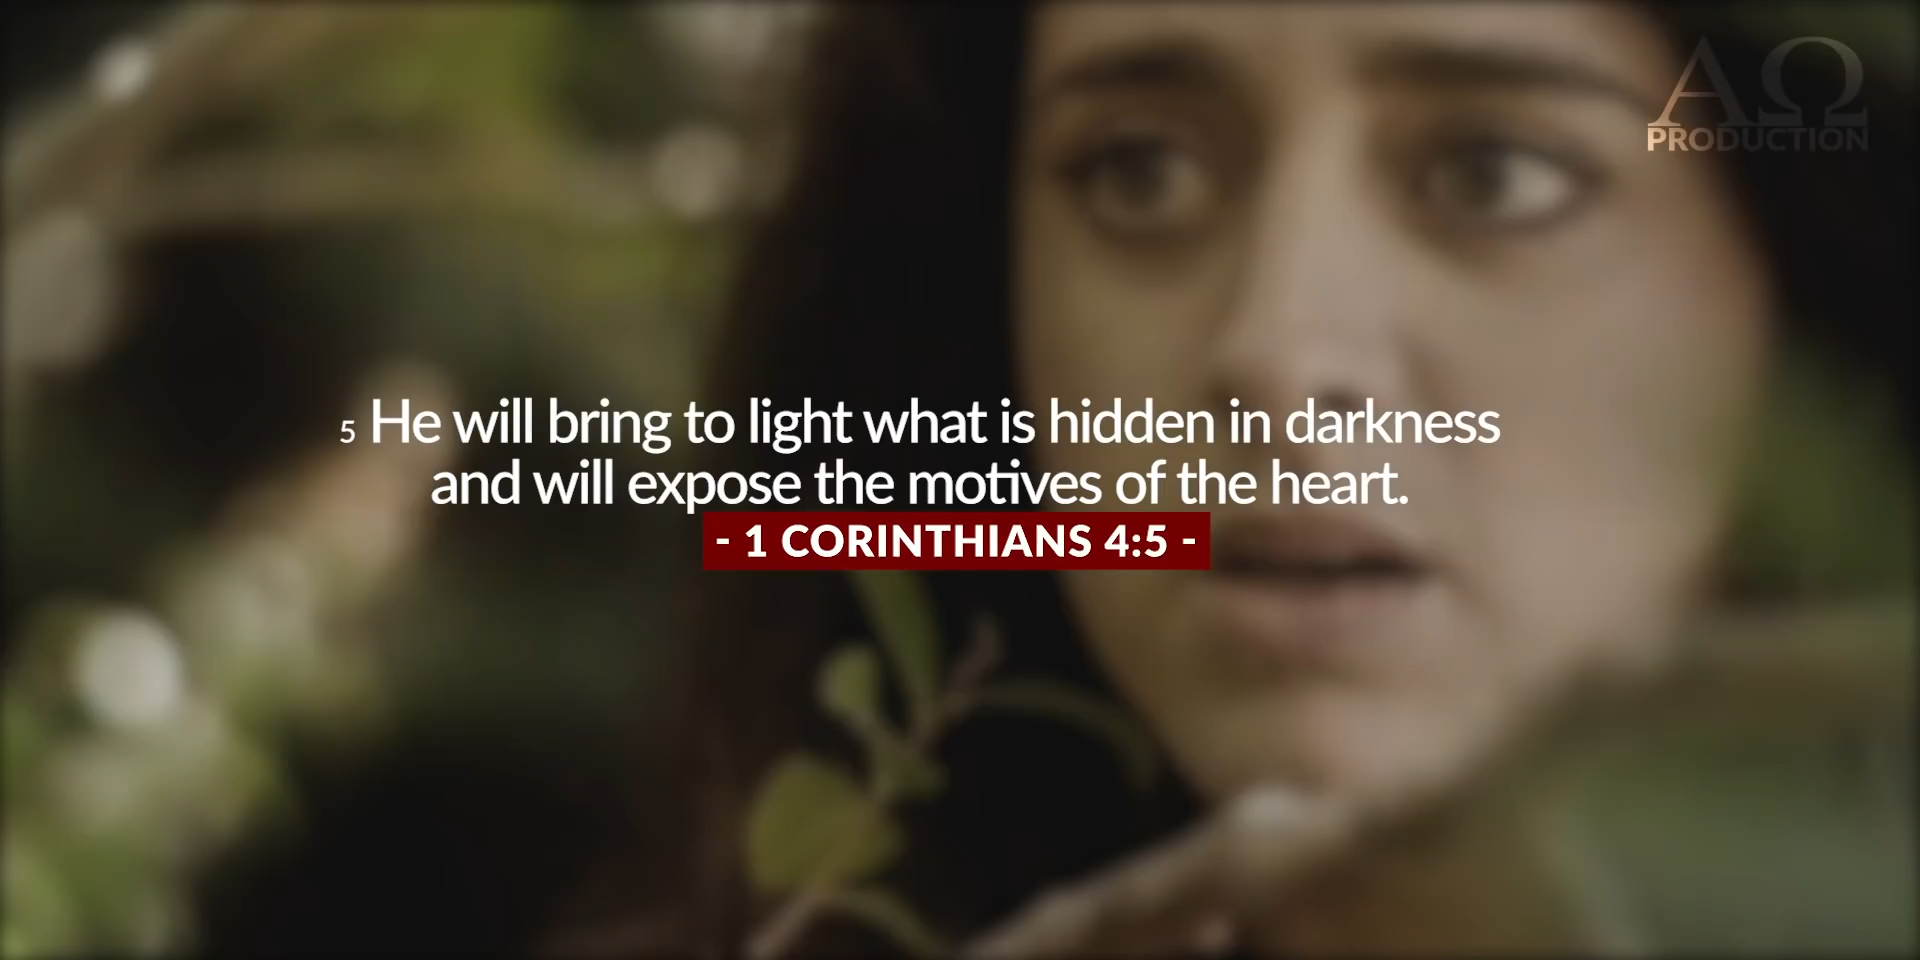 ΑΩ
PRODUCTION
5 He will bring to light what is hidden in darkness
and will expose the motives of the heart.
- 1 CORINTHIANS 4:5 -